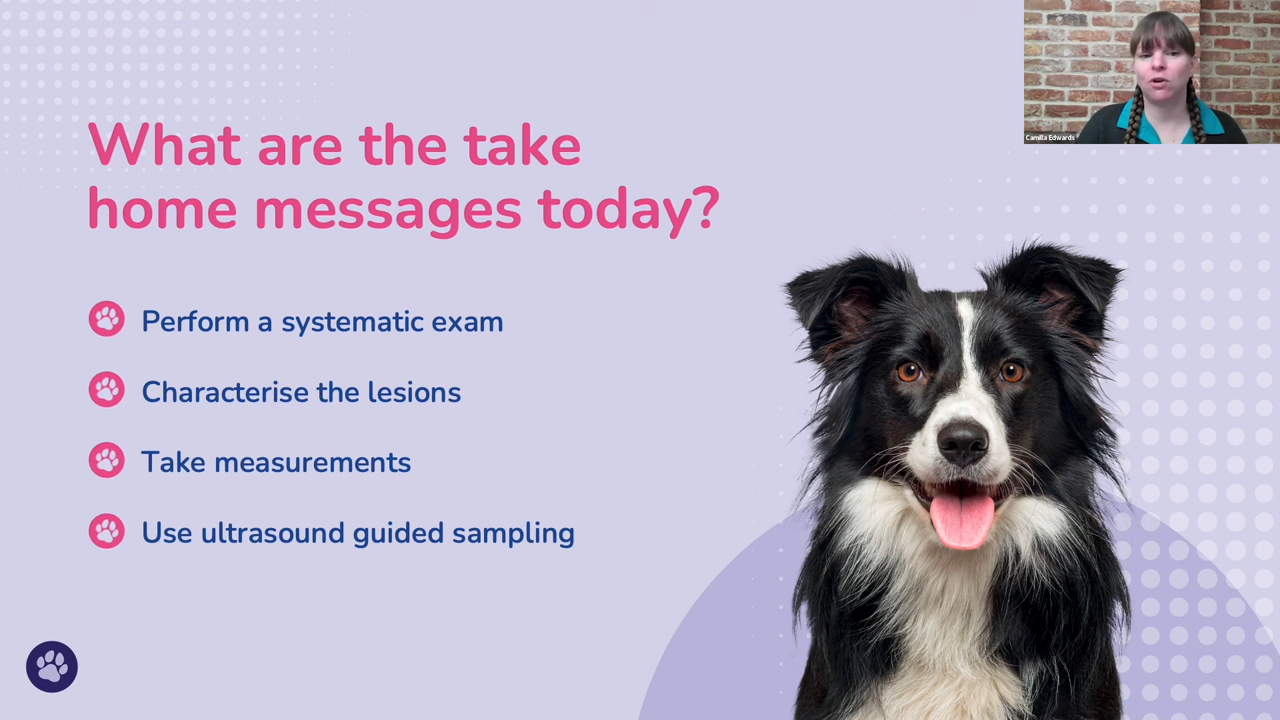 Camilla Edwards
What are the take
home messages today?
Perform a systematic exam
Characterise the lesions
Take measurements
Use ultrasound guided sampling